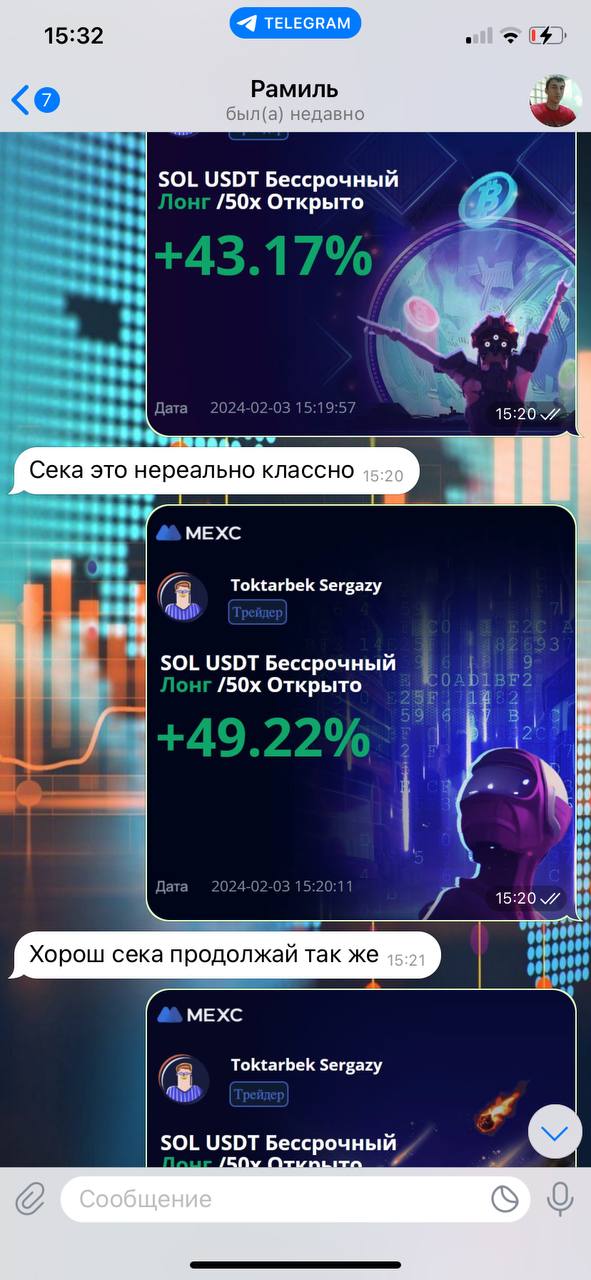 15:32
TELEGRAM
7
Рамиль
был(а) недавно
SOL USDT Бессрочный
Лонг /50x Открыто
+43.17%
Дата 2024-02-03 15:19:57
15:20
Сека это нереально классно 15:20
MEXC
Toktarbek Sergazy
Трейдер
SOL USDT Бессрочный
Лонг /50x Открыто
+49.22%
Дата 2024-02-03 15:20:11
15:20
Хорош сека продолжай так же 15:21
MEXC
Toktarbek Sergazy
Трейдер
SOL USDT Бессрочный
Лонг /50x Открыто
Сообщение